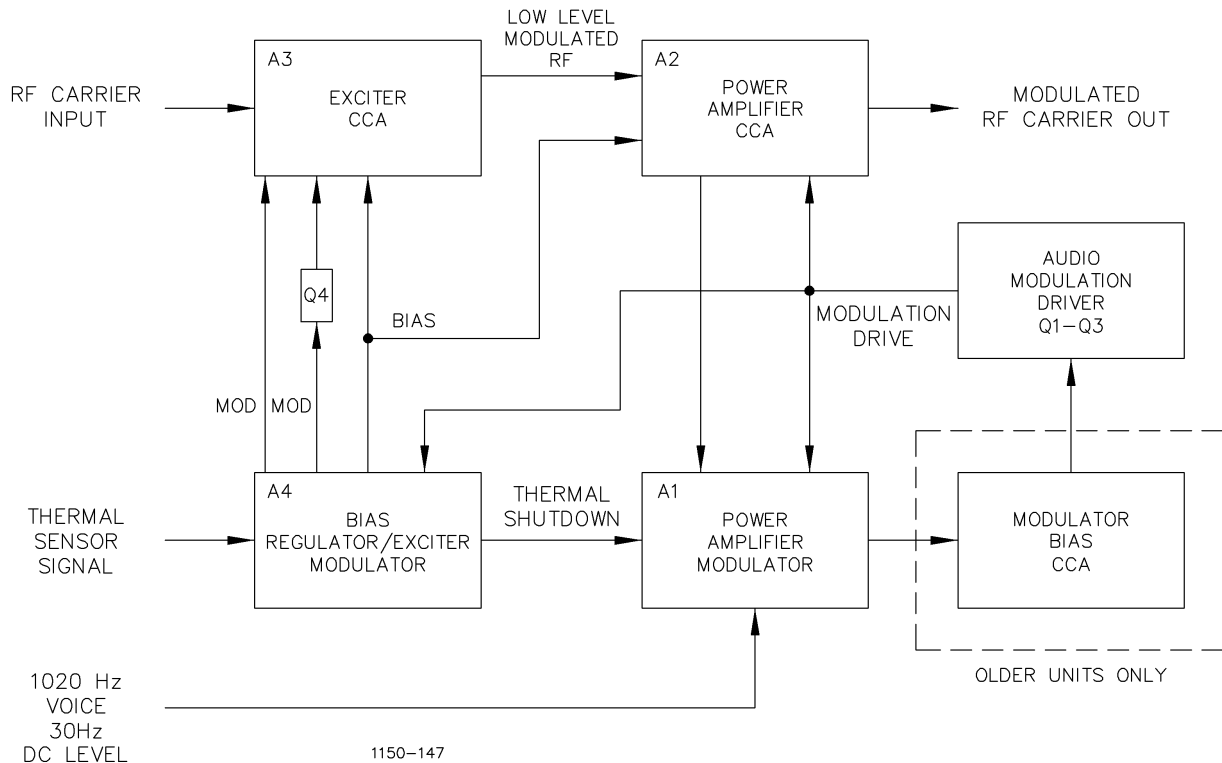 LOW LEVEL
MODULATED
RF
A3
EXCITER
CCA
A2
POWER
AMPLIFIER
CCA
RF CARRIER
INPUT
MODULATED
RF CARRIER OUT
Q4
BIAS
MODULATION
DRIVE
AUDIO
MODULATION
DRIVER
Q1-Q3
MOD
MOD
THERMAL
SENSOR
SIGNAL
A4
BIAS
REGULATOR/EXCITER
MODULATOR
THERMAL
SHUTDOWN
A1
POWER
AMPLIFIER
MODULATOR
MODULATOR
BIAS
CCA
OLDER UNITS ONLY
1020 Hz
VOICE
30Hz
DC LEVEL
1150-147